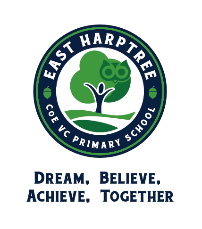 EAST HARPTREE
COE VC PRIMARY SCHOOL
DREAM, BELIEVE,
ACHIEVE, TOGETHER